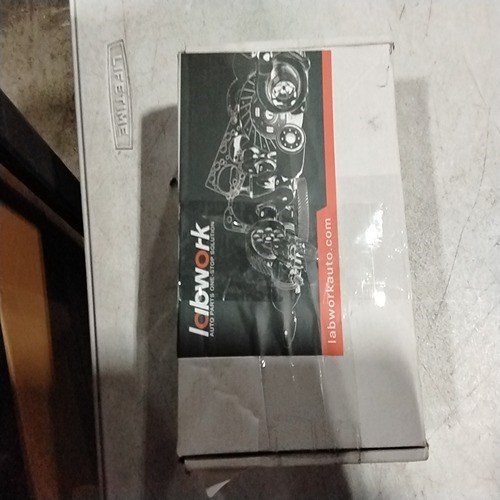 LIFETIME
labwork
AUTO PARTS ONE-STOP SOLUTION
labworkauto.com